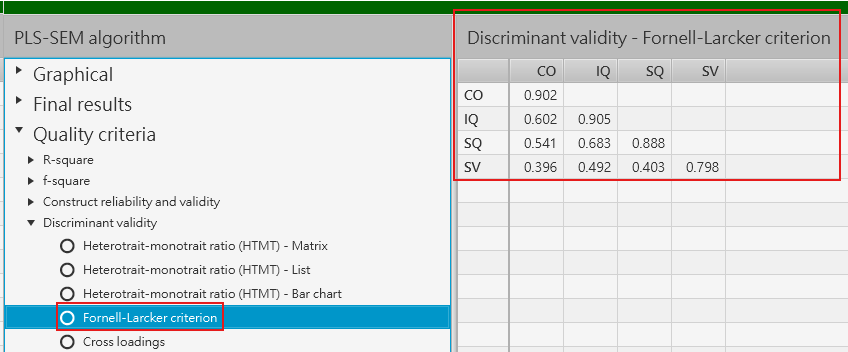 PLS-SEM algorithm
Graphical
Final results
Quality criteria
R-square
f-square
Construct reliability and validity
Discriminant validity
Heterotrait-monotrait ratio (HTMT) - Matrix
Heterotrait-monotrait ratio (HTMT) - List
Heterotrait-monotrait ratio (HTMT) - Bar chart
Fornell-Larcker criterion
Cross loadings
Discriminant validity - Fornell-Larcker criterion
CO IQ SQ SV
CO 0.902
IQ 0.602 0.905
SQ 0.541 0.683 0.888
SV 0.396 0.492 0.403 0.798